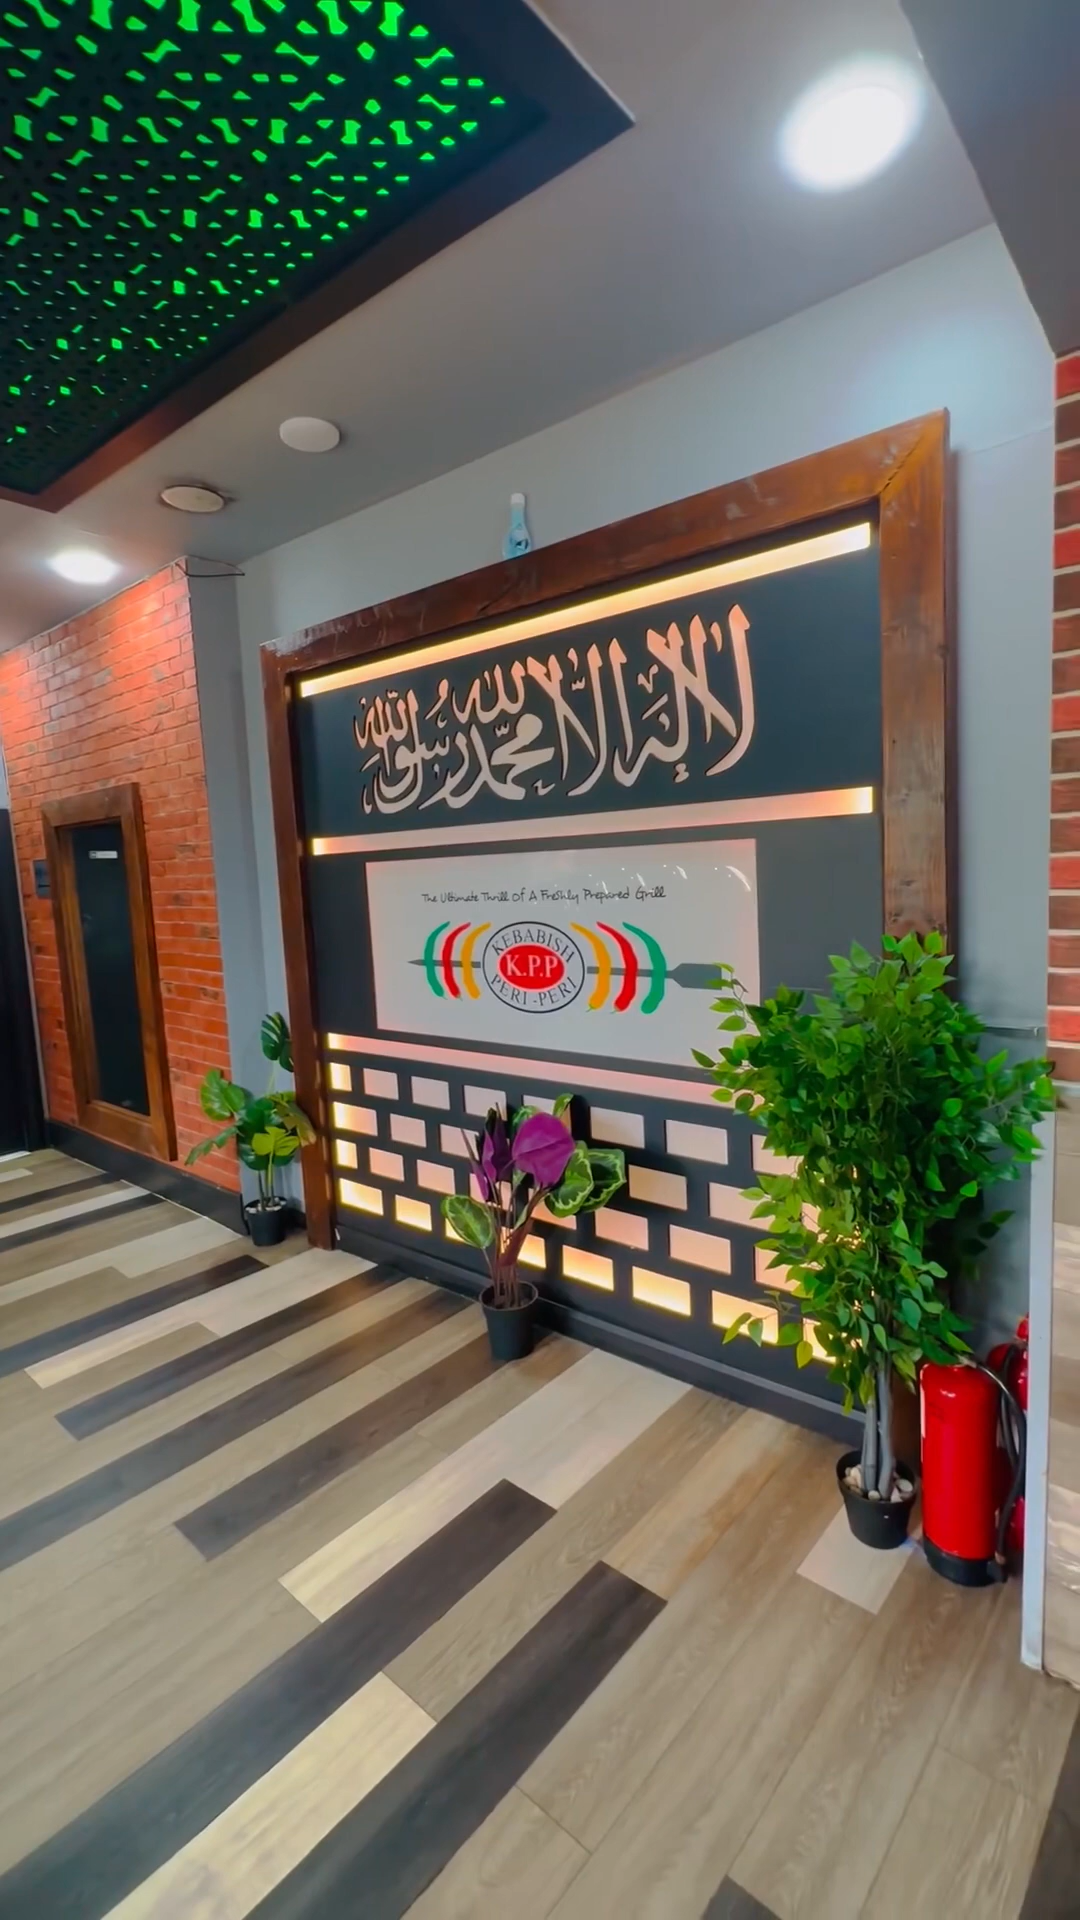 لا إله إلا الله محمد رسول الله
The Ultimate Thrill Of A Freshly Prepared Grill
KEBABISH
K.P.P
PERI-PERI